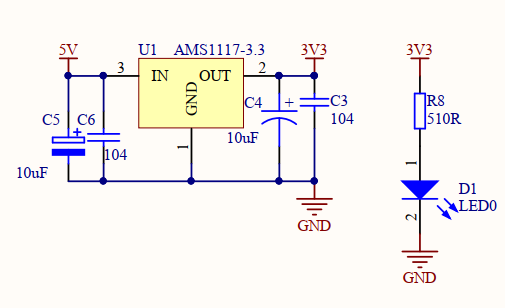 5V
U1 AMS1117-3.3
3V3
3V3
3
IN OUT
2
GND
1
C5
C6
+
10uF
104
C4
+
10uF
C3
104
GND
R8
510R
1
D1
LED0
2
GND